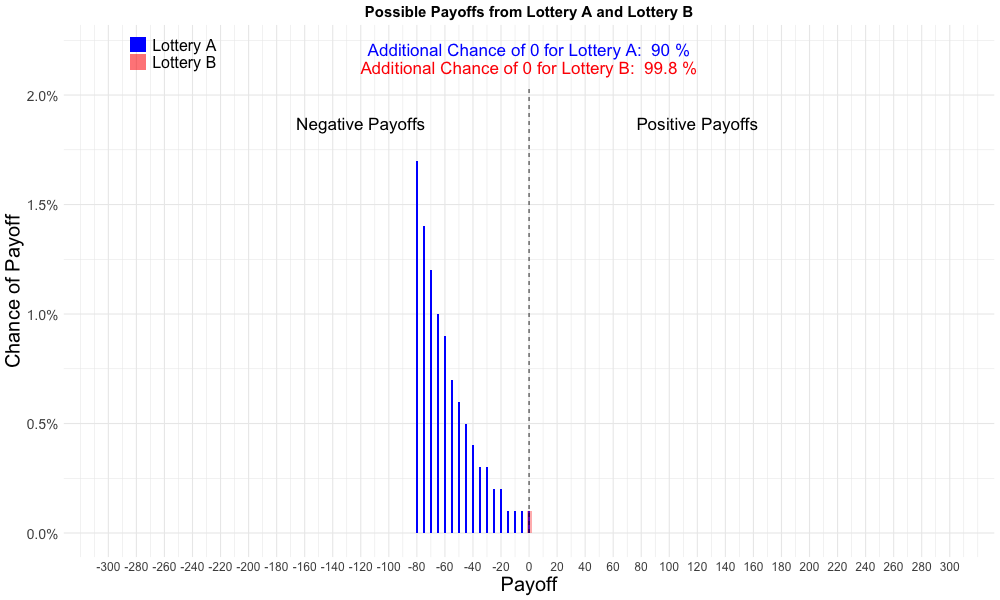 Possible Payoffs from Lottery A and Lottery B
Lottery A
Lottery B
Additional Chance of 0 for Lottery A:  90 %
Additional Chance of 0 for Lottery B:  99.8 %
Negative Payoffs
Positive Payoffs
Chance of Payoff
2.0%
1.5%
1.0%
0.5%
0.0%
-300 -280 -260 -240 -220 -200 -180 -160 -140 -120 -100 -80 -60 -40 -20 0 20 40 60 80 100 120 140 160 180 200 220 240 260 280 300
Payoff